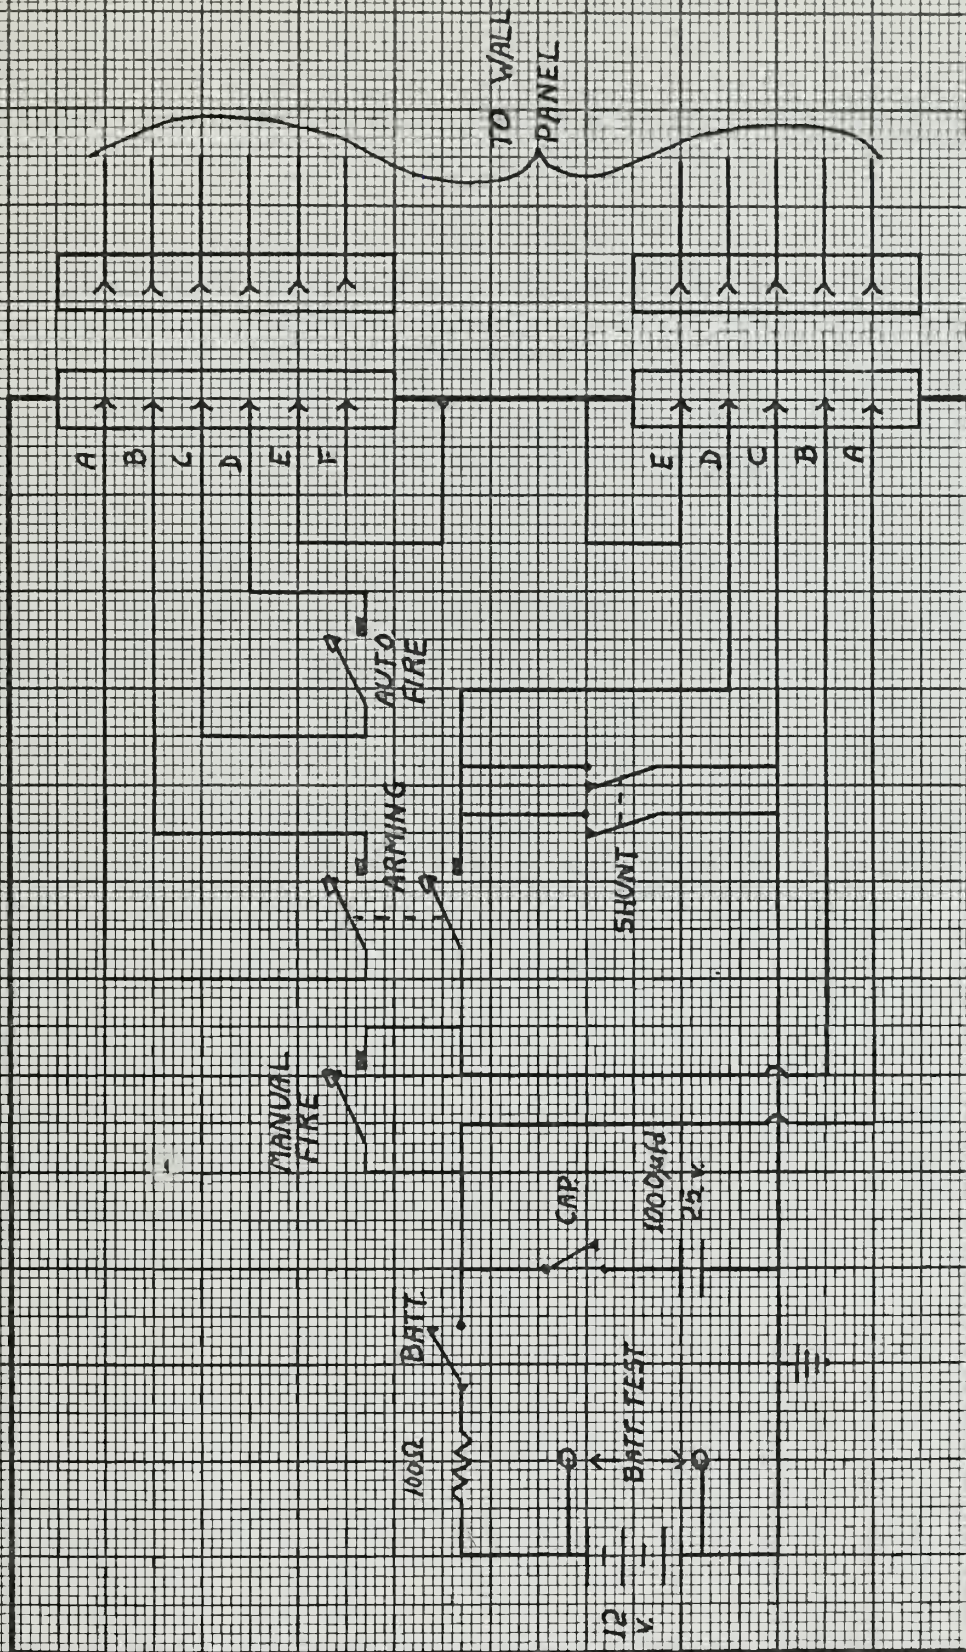 TO WALL
PANEL
A
B
C
D
E
F
E
D
C
B
A
AUTO.
FIRE
ARMING
SHUNT
MANUAL
FIRE
CAP.
1000μfd
25 v.
BATT.
100Ω
BATT. TEST
12
v.